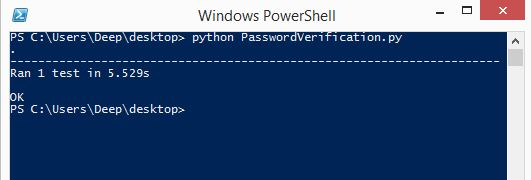 Windows PowerShell
PS C:\Users\Deep\desktop> python PasswordVerification.py
.
----------------------------------------------------------------------
Ran 1 test in 5.529s
OK
PS C:\Users\Deep\desktop>